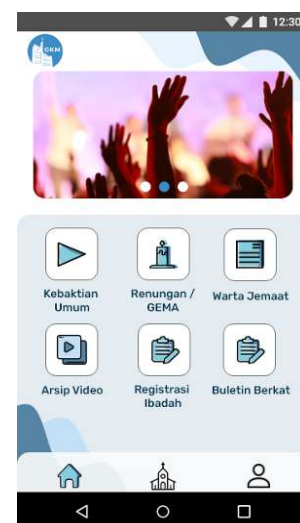 12:30
GKM
Kebaktian
Umum
Renungan /
GEMA
Warta Jemaat
Arsip Video
Registrasi
Ibadah
Buletin Berkat